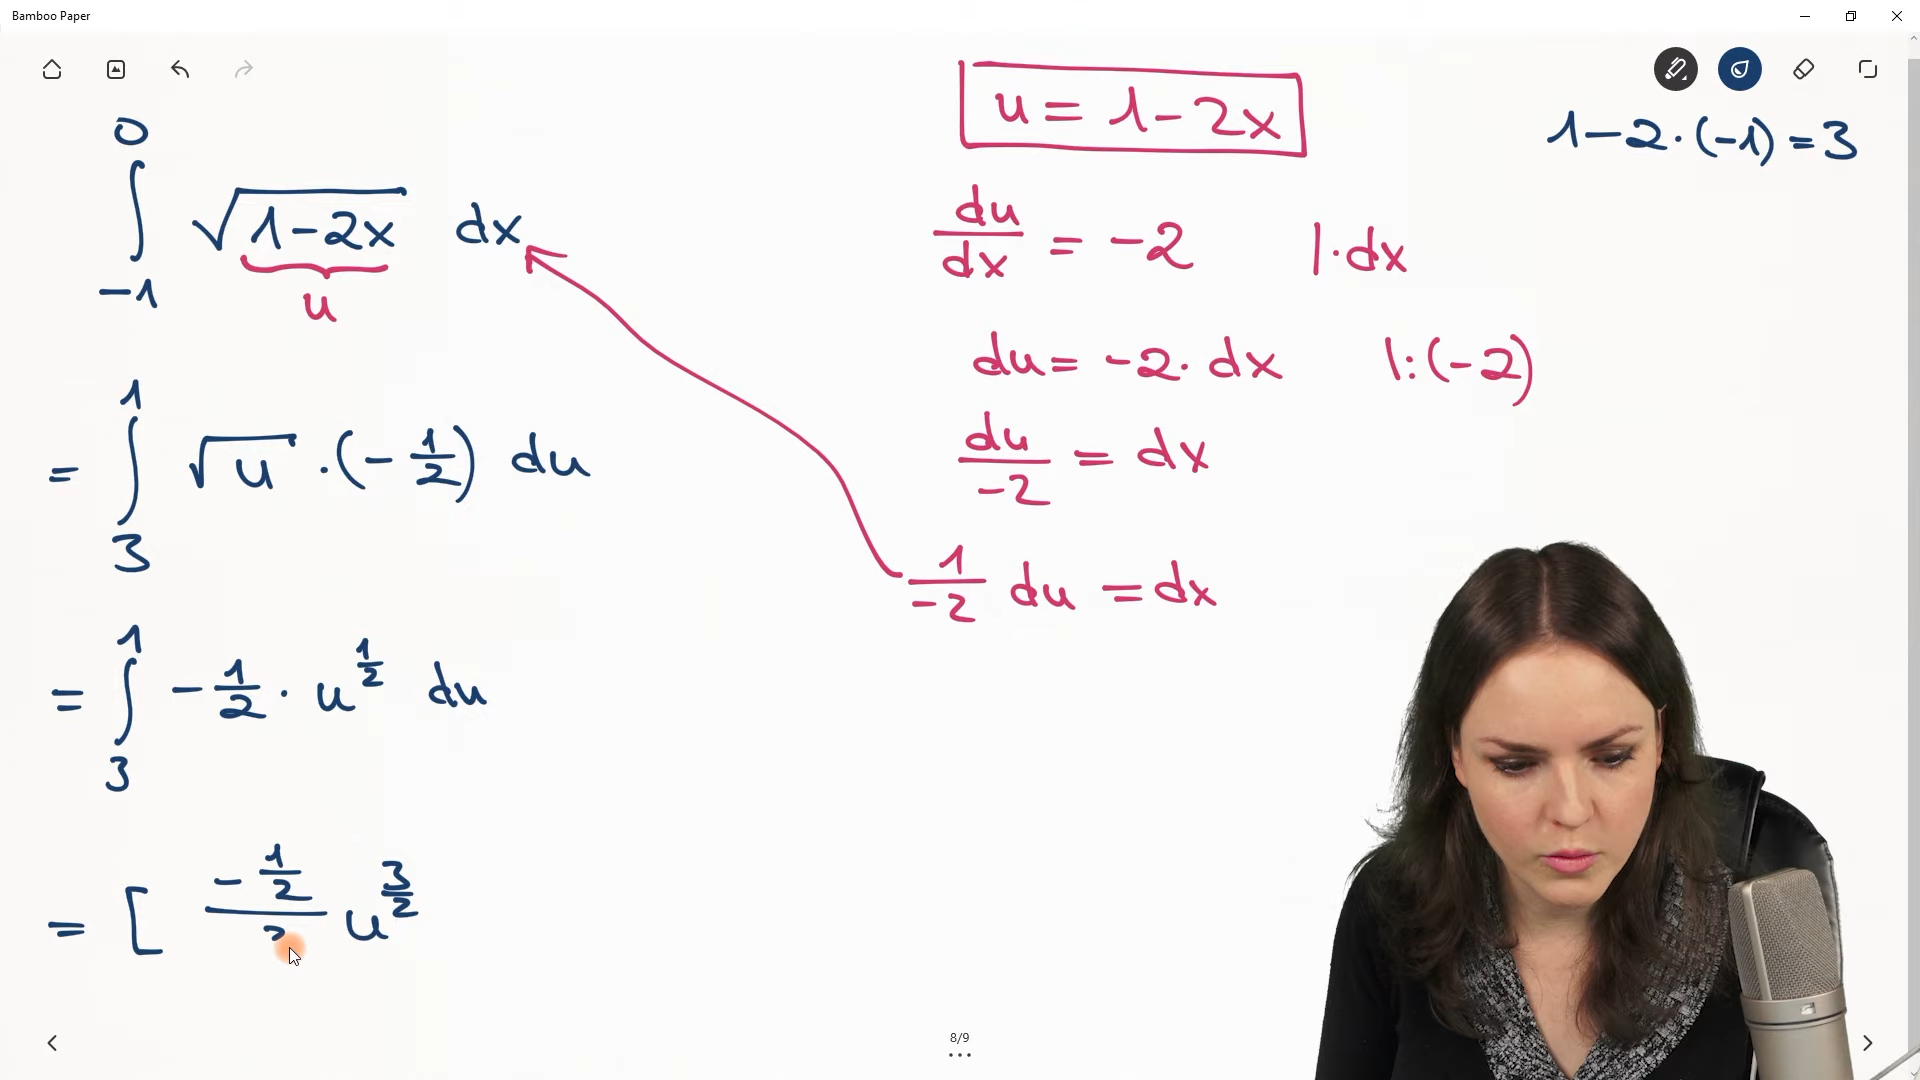 Bamboo Paper
0
∫ √(1-2x) dx
-1
u
1
= ∫ √u · (-1/2) du
3
1
= ∫ -1/2 · u^(1/2) du
3
= [ (-1/2)/ u^(3/2)
u = 1-2x
du/dx = -2 |· dx
du = -2 · dx |: (-2)
du/-2 = dx
1/-2 du = dx
1-2·(-1) = 3
8/9